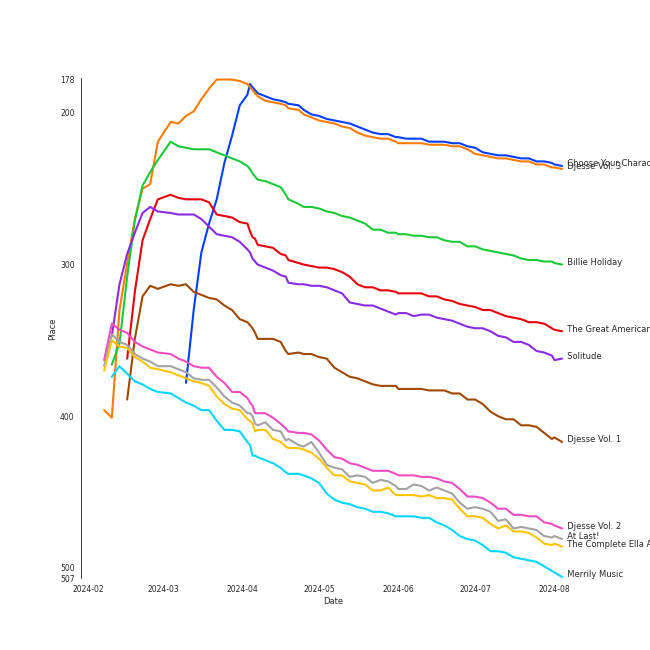 178
200
300
400
500
507
Place
2024-02
2024-03
2024-04
2024-05
2024-06
2024-07
2024-08
Date
Choose Your Charac
Djesse Vol. 3
Billie Holiday
The Great American
Solitude
Djesse Vol. 1
Djesse Vol. 2
At Last!
The Complete Ella A
Merrily Music